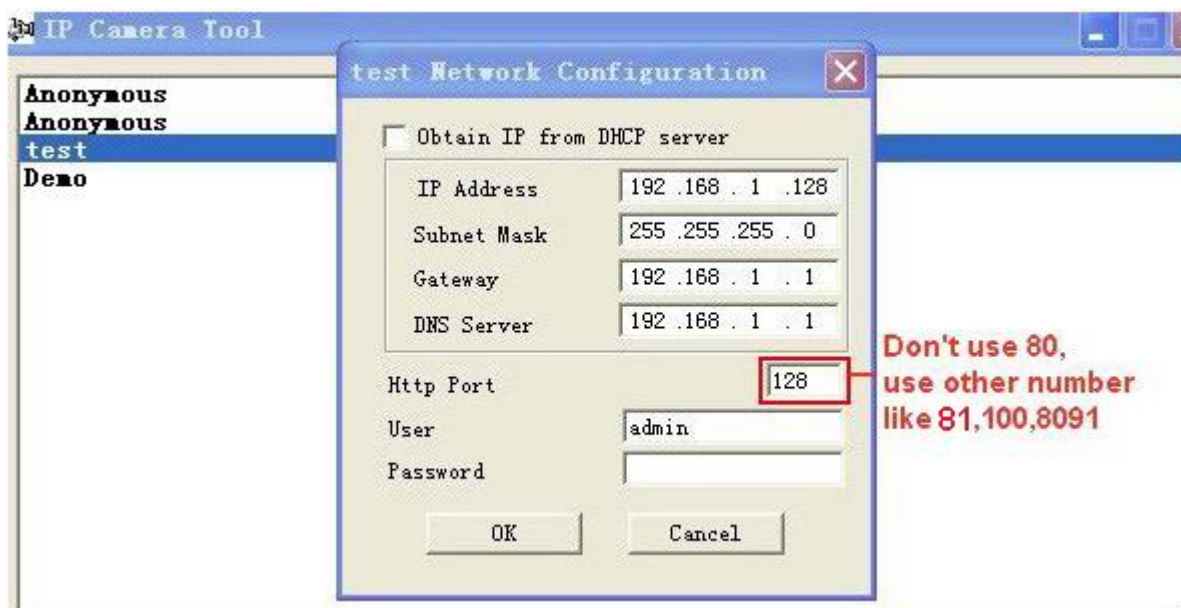 IP Camera Tool
test Network Configuration
Anonymous
Anonymous
test
Demo
Obtain IP from DHCP server
IP Address 192 .168 . 1 .128
Subnet Mask 255 .255 .255 . 0
Gateway 192 .168 . 1 . 1
DNS Server 192 .168 . 1 . 1
Http Port 128
User admin
Password
OK Cancel
Don't use 80,
use other number
like 81,100,8091